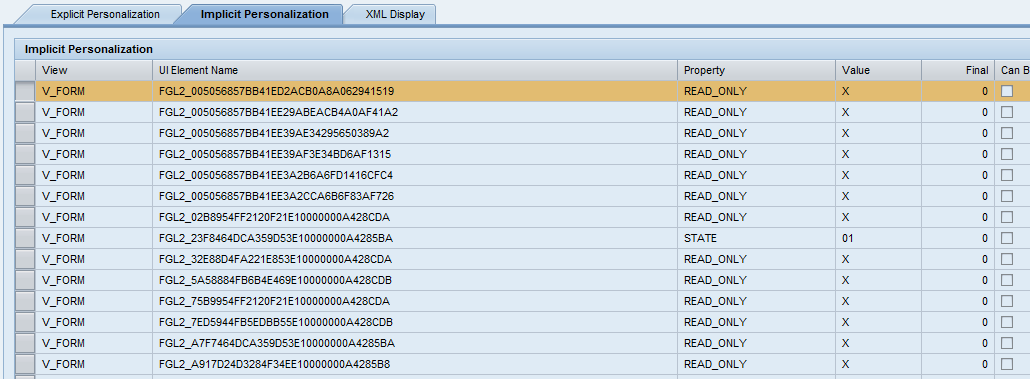 Explicit Personalization Implicit Personalization XML Display
Implicit Personalization
View UI Element Name Property Value Final Can B
V_FORM FGL2_005056857BB41ED2ACB0A8A062941519 READ_ONLY X 0
V_FORM FGL2_005056857BB41EE29ABEACB4A0AF41A2 READ_ONLY X 0
V_FORM FGL2_005056857BB41EE39AE34295650389A2 READ_ONLY X 0
V_FORM FGL2_005056857BB41EE39AF3E34BD6AF1315 READ_ONLY X 0
V_FORM FGL2_005056857BB41EE3A2B6A6FD1416CFC4 READ_ONLY X 0
V_FORM FGL2_005056857BB41EE3A2CCA6B6F83AF726 READ_ONLY X 0
V_FORM FGL2_02B8954FF2120F21E10000000A428CDA READ_ONLY X 0
V_FORM FGL2_23F8464DCA359D53E10000000A4285BA STATE 01 0
V_FORM FGL2_32E88D4FA221E853E10000000A428CDA READ_ONLY X 0
V_FORM FGL2_5A58884FB6B4E469E10000000A428CDB READ_ONLY X 0
V_FORM FGL2_75B9954FF2120F21E10000000A428CDA READ_ONLY X 0
V_FORM FGL2_7ED5944FB5EDBB55E10000000A428CDB READ_ONLY X 0
V_FORM FGL2_A7F7464DCA359D53E10000000A4285BA READ_ONLY X 0
V_FORM FGL2_A917D24D3284F34EE10000000A4285B8 READ_ONLY X 0